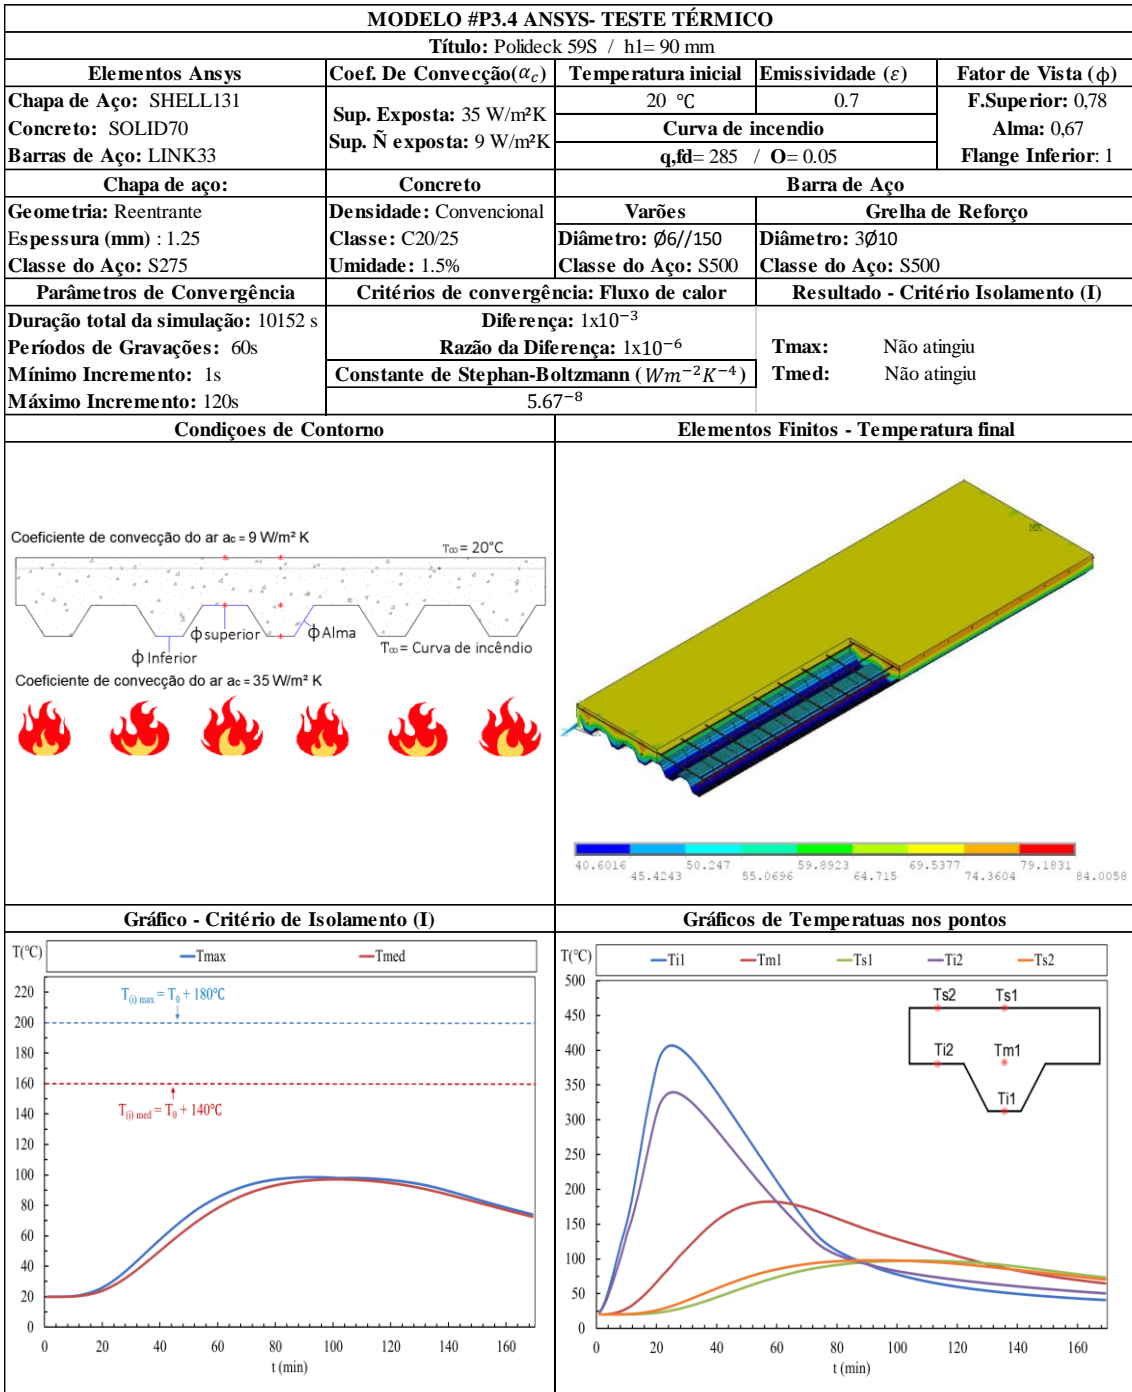 MODELO #P3.4 ANSYS- TESTE TÉRMICO
Título: Polideck 59S / h1= 90 mm
Elementos Ansys
Coef. De Convecção(α_c)
Temperatura inicial
Emissividade (ε)
Fator de Vista (ϕ)
Chapa de Aço: SHELL131
Concreto: SOLID70
Barras de Aço: LINK33
Sup. Exposta: 35 W/m²K
Sup. Ñ exposta: 9 W/m²K
20 °C
0.7
Curva de incendio
q,fd= 285 / O= 0.05
F.Superior: 0,78
Alma: 0,67
Flange Inferior: 1
Chapa de aço:
Concreto
Barra de Aço
Geometria: Reentrante
Espessura (mm) : 1.25
Classe do Aço: S275
Densidade: Convencional
Classe: C20/25
Umidade: 1.5%
Varões
Diâmetro: Ø6//150
Classe do Aço: S500
Grelha de Reforço
Diâmetro: 3Ø10
Classe do Aço: S500
Parâmetros de Convergência
Critérios de convergência: Fluxo de calor
Resultado - Critério Isolamento (I)
Duração total da simulação: 10152 s
Períodos de Gravações: 60s
Mínimo Incremento: 1s
Máximo Incremento: 120s
Diferença: 1x10⁻³
Razão da Diferença: 1x10⁻⁶
Constante de Stephan-Boltzmann (Wm⁻²K⁻⁴)
5.67⁻⁸
Tmax: Não atingiu
Tmed: Não atingiu
Condiçoes de Contorno
Elementos Finitos - Temperatura final
Coeficiente de convecção do ar ac = 9 W/m² K
T∞ = 20°C
ϕ superior
ϕ Alma
ϕ Inferior
T∞ = Curva de incêndio
Coeficiente de convecção do ar ac = 35 W/m² K
MX
40.6016 50.247 59.8923 69.5377 79.1831
45.4243 55.0696 64.715 74.3604 84.0058
Gráfico - Critério de Isolamento (I)
Gráficos de Temperatuas nos pontos
T(°C)
Tmax
Tmed
220
200
180
160
140
120
100
80
60
40
20
0
T(i) max = T0 + 180°C
T(i) med = T0 + 140°C
0 20 40 60 80 100 120 140 160
t (min)
T(°C)
Ti1
Tm1
Ts1
Ti2
Ts2
500
450
400
350
300
250
200
150
100
50
0
Ts2 Ts1
Ti2 Tm1
Ti1
0 20 40 60 80 100 120 140 160
t (min)